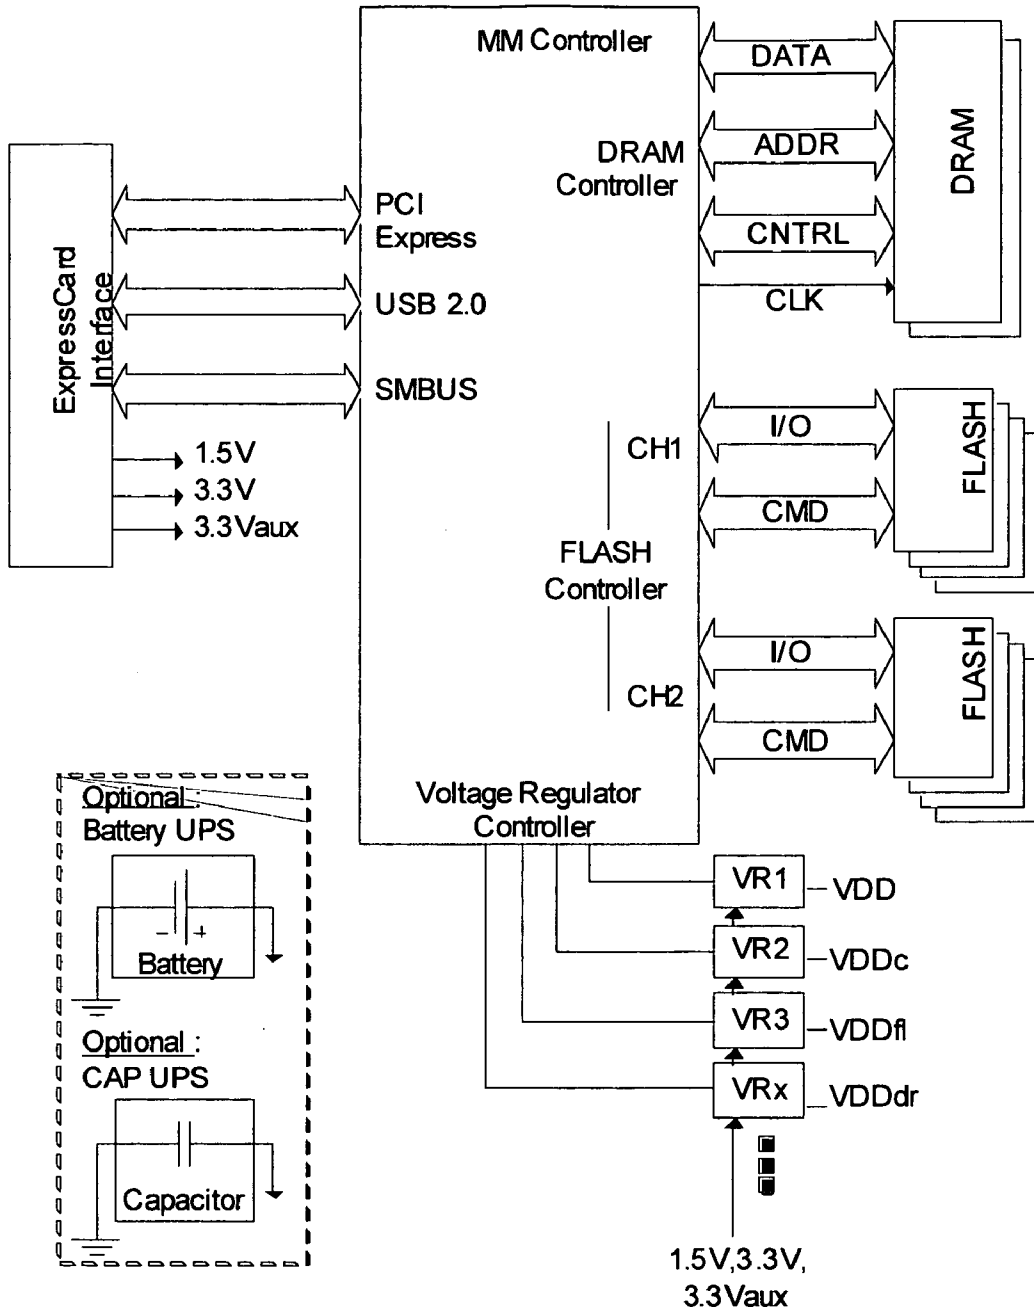 MM Controller
DATA
DRAM
ADDR
DRAM
Controller
CNTRL
CLK
ExpressCard
Interface
PCI
Express
USB 2.0
SMBUS
1.5V
3.3V
3.3Vaux
CH1
I/O
FLASH
CMD
FLASH
Controller
CH2
I/O
FLASH
CMD
Voltage Regulator
Controller
Optional :
Battery UPS
- +
Battery
Optional :
CAP UPS
Capacitor
VR1
VDD
VR2
VDDc
VR3
VDDfl
VRx
VDDdr
1.5V,3.3V,
3.3Vaux